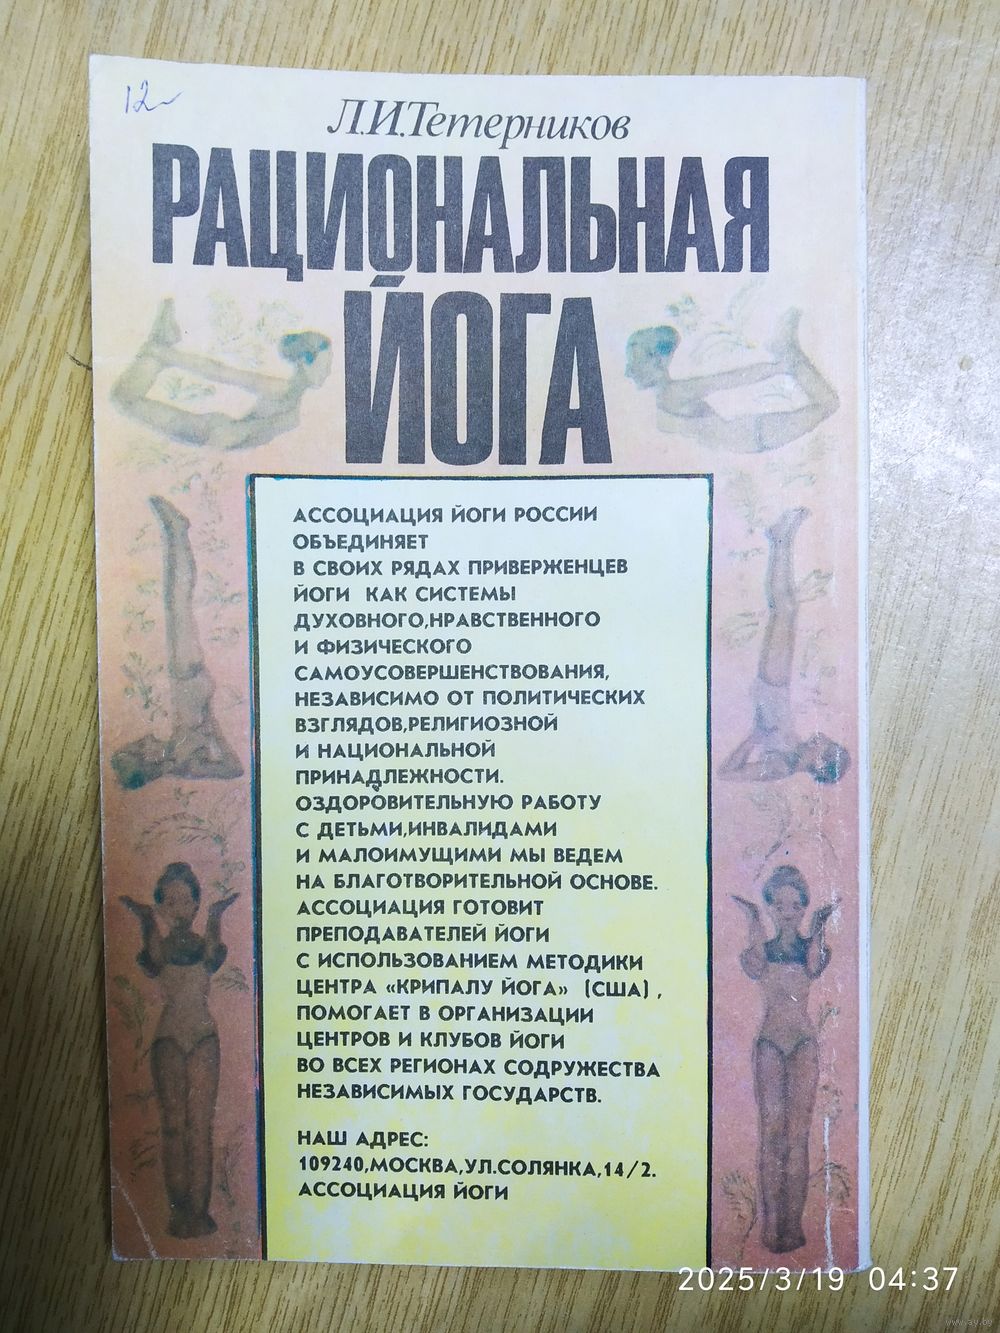 12
Л.И.Тетерников
РАЦИОНАЛЬНАЯ
ЙОГА
АССОЦИАЦИЯ ЙОГИ РОССИИ
ОБЪЕДИНЯЕТ
В СВОИХ РЯДАХ ПРИВЕРЖЕНЦЕВ
ЙОГИ КАК СИСТЕМЫ
ДУХОВНОГО,НРАВСТВЕННОГО
И ФИЗИЧЕСКОГО
САМОУСОВЕРШЕНСТВОВАНИЯ,
НЕЗАВИСИМО ОТ ПОЛИТИЧЕСКИХ
ВЗГЛЯДОВ,РЕЛИГИОЗНОЙ
И НАЦИОНАЛЬНОЙ
ПРИНАДЛЕЖНОСТИ.
ОЗДОРОВИТЕЛЬНУЮ РАБОТУ
С ДЕТЬМИ,ИНВАЛИДАМИ
И МАЛОИМУЩИМИ МЫ ВЕДЕМ
НА БЛАГОТВОРИТЕЛЬНОЙ ОСНОВЕ.
АССОЦИАЦИЯ ГОТОВИТ
ПРЕПОДАВАТЕЛЕЙ ЙОГИ
С ИСПОЛЬЗОВАНИЕМ МЕТОДИКИ
ЦЕНТРА «КРИПАЛУ ЙОГА» (США),
ПОМОГАЕТ В ОРГАНИЗАЦИИ
ЦЕНТРОВ И КЛУБОВ ЙОГИ
ВО ВСЕХ РЕГИОНАХ СОДРУЖЕСТВА
НЕЗАВИСИМЫХ ГОСУДАРСТВ.
НАШ АДРЕС:
109240,МОСКВА,УЛ.СОЛЯНКА,14/2.
АССОЦИАЦИЯ ЙОГИ
2025/3/19 04:37
www.ay.by